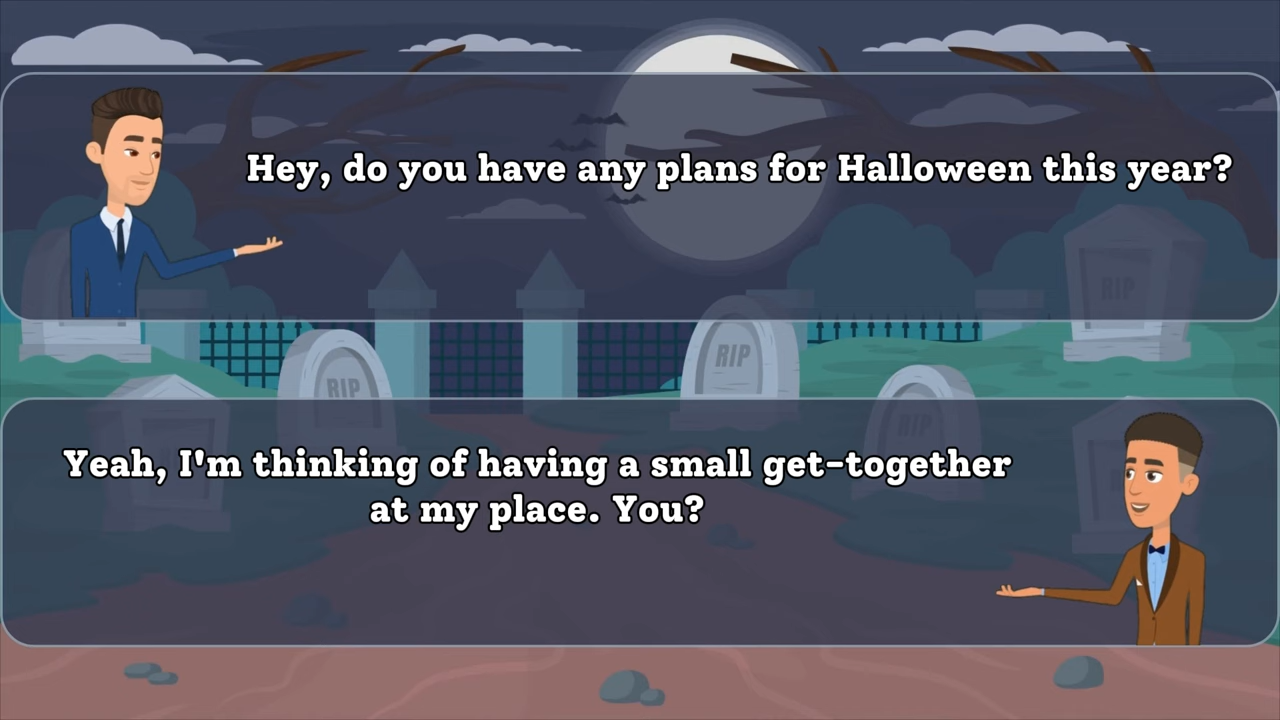 Hey, do you have any plans for Halloween this year?
RIP
RIP
RIP
RIP
Yeah, I'm thinking of having a small get-together
at my place. You?